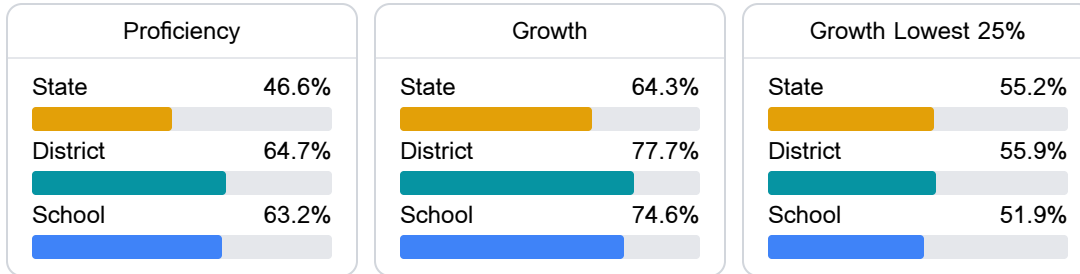 Proficiency
State 46.6%
District 64.7%
School 63.2%
Growth
State 64.3%
District 77.7%
School 74.6%
Growth Lowest 25%
State 55.2%
District 55.9%
School 51.9%